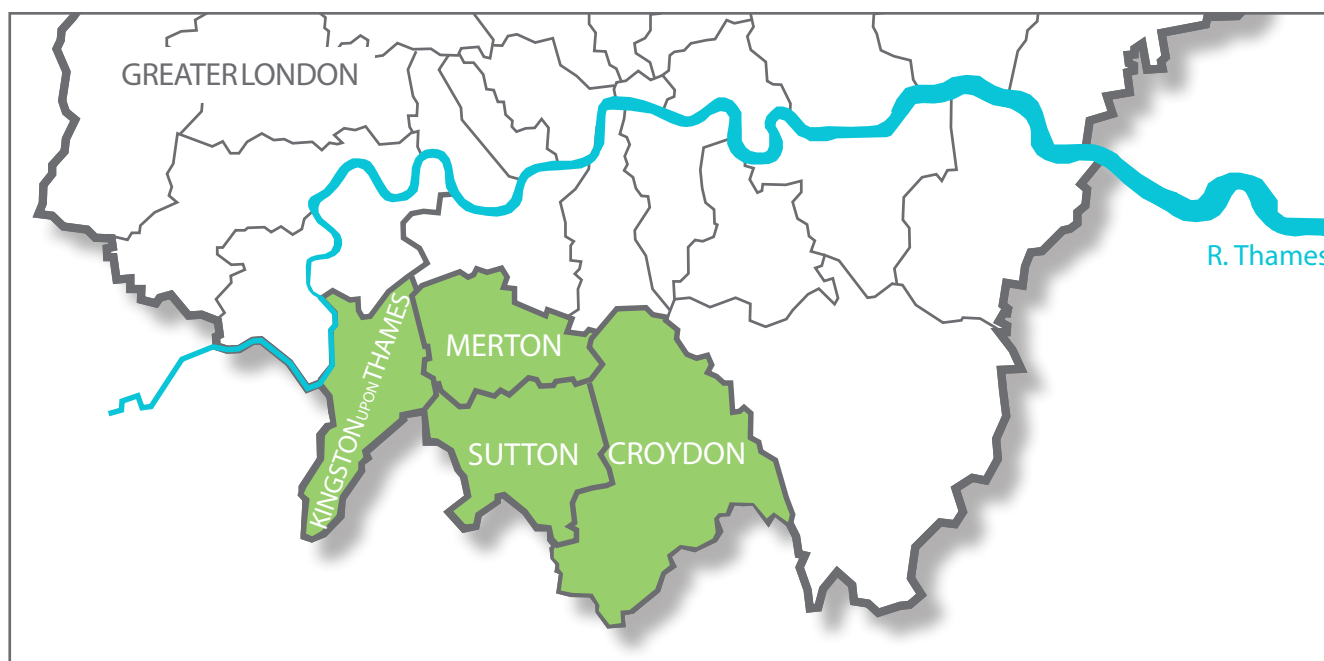 GREATER LONDON
R. Thames
KINGSTON UPON THAMES
MERTON
SUTTON
CROYDON